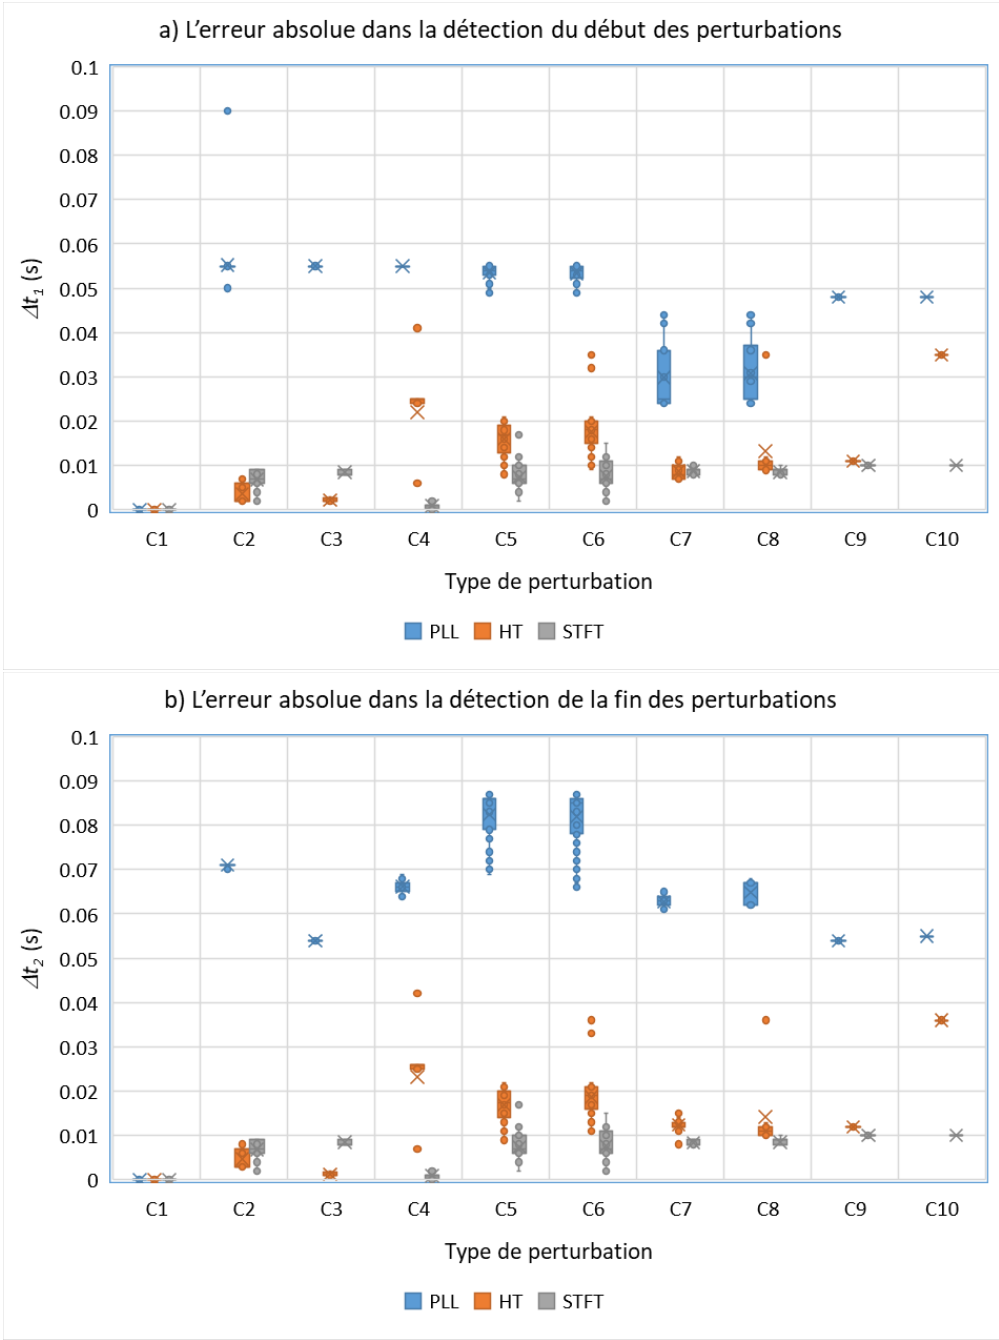 a) L’erreur absolue dans la détection du début des perturbations
0.1
0.09
0.08
0.07
0.06
0.05
0.04
0.03
0.02
0.01
0
Δt1 (s)
C1 C2 C3 C4 C5 C6 C7 C8 C9 C10
Type de perturbation
PLL HT STFT
b) L’erreur absolue dans la détection de la fin des perturbations
0.1
0.09
0.08
0.07
0.06
0.05
0.04
0.03
0.02
0.01
0
Δt2 (s)
C1 C2 C3 C4 C5 C6 C7 C8 C9 C10
Type de perturbation
PLL HT STFT